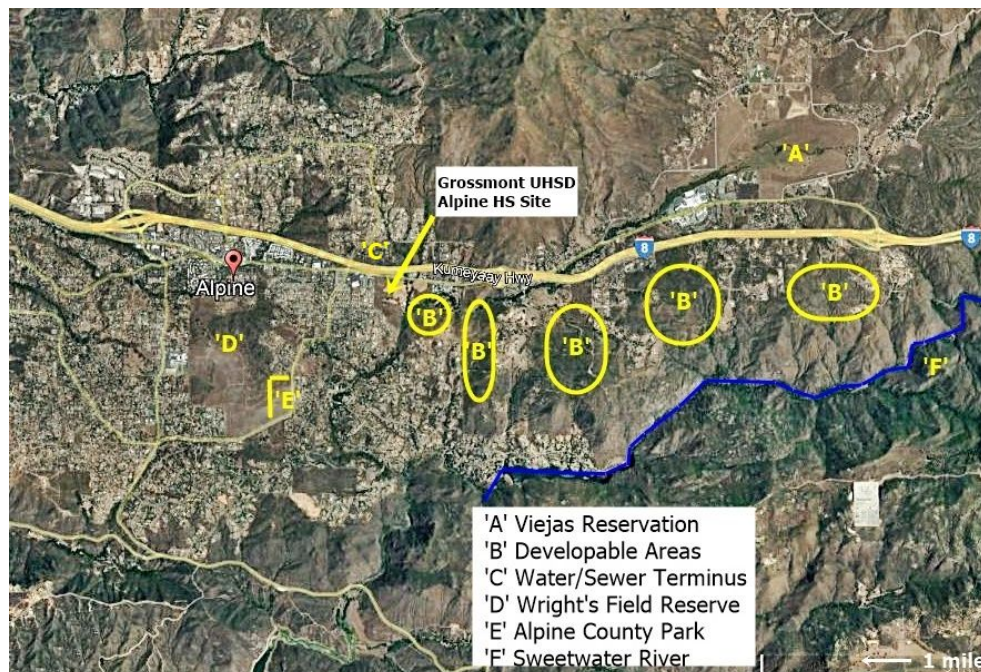 'A'
Grossmont UHSD
Alpine HS Site
'C'
8
8
Kumeyaay Hwy
Alpine
'B'
'B'
'B'
'B'
'B'
'D'
'E'
'F'
'A' Viejas Reservation
'B' Developable Areas
'C' Water/Sewer Terminus
'D' Wright's Field Reserve
'E' Alpine County Park
'F' Sweetwater River
1 mile